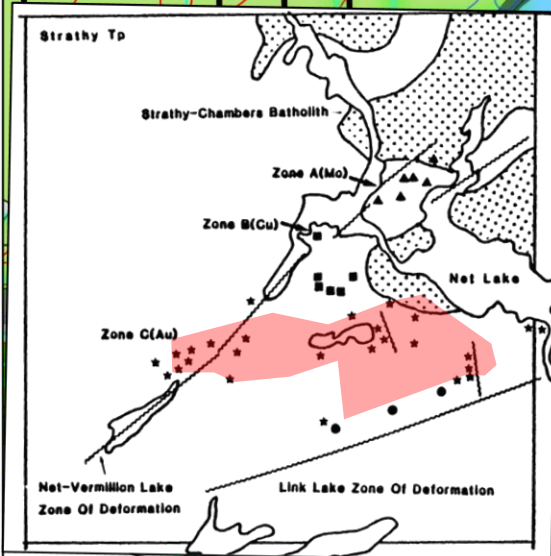 Strathy Tp
Strathy-Chambers Batholith
Zone A(Mo)
Zone B(Cu)
Net Lake
Zone C(Au)
Net-Vermilion Lake
Zone Of Deformation
Link Lake Zone Of Deformation